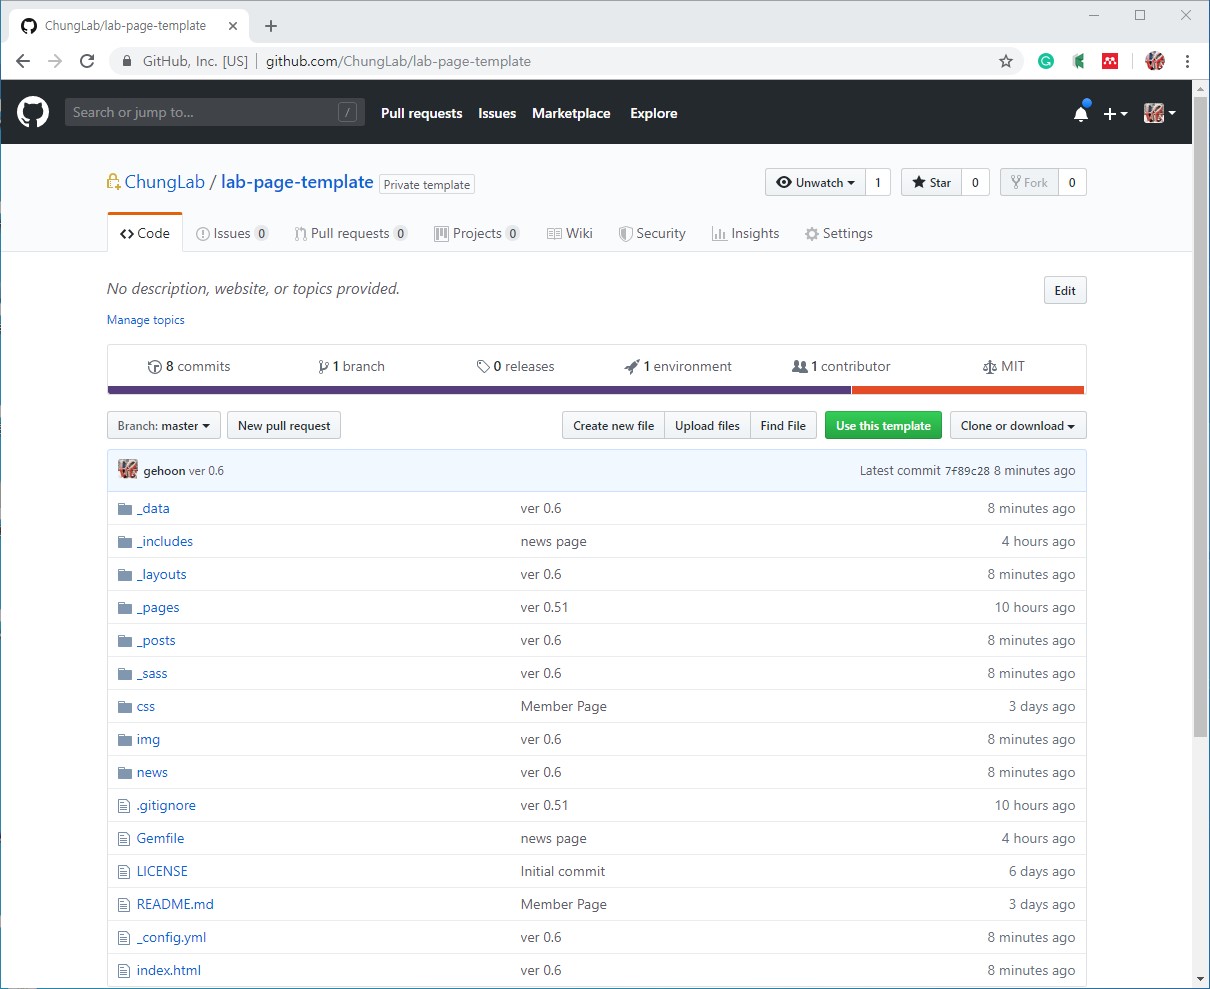 ChungLab/lab-page-template
GitHub, Inc. [US] | github.com/ChungLab/lab-page-template
Search or jump to... / Pull requests Issues Marketplace Explore
ChungLab / lab-page-template Private template Unwatch 1 Star 0 Fork 0
Code Issues 0 Pull requests 0 Projects 0 Wiki Security Insights Settings
No description, website, or topics provided. Edit
Manage topics
8 commits 1 branch 0 releases 1 environment 1 contributor MIT
Branch: master New pull request Create new file Upload files Find File Use this template Clone or download
gehoon ver 0.6 Latest commit 7f89c28 8 minutes ago
_data ver 0.6 8 minutes ago
_includes news page 4 hours ago
_layouts ver 0.6 8 minutes ago
_pages ver 0.51 10 hours ago
_posts ver 0.6 8 minutes ago
_sass ver 0.6 8 minutes ago
css Member Page 3 days ago
img ver 0.6 8 minutes ago
news ver 0.6 8 minutes ago
.gitignore ver 0.51 10 hours ago
Gemfile news page 4 hours ago
LICENSE Initial commit 6 days ago
README.md Member Page 3 days ago
_config.yml ver 0.6 8 minutes ago
index.html ver 0.6 8 minutes ago